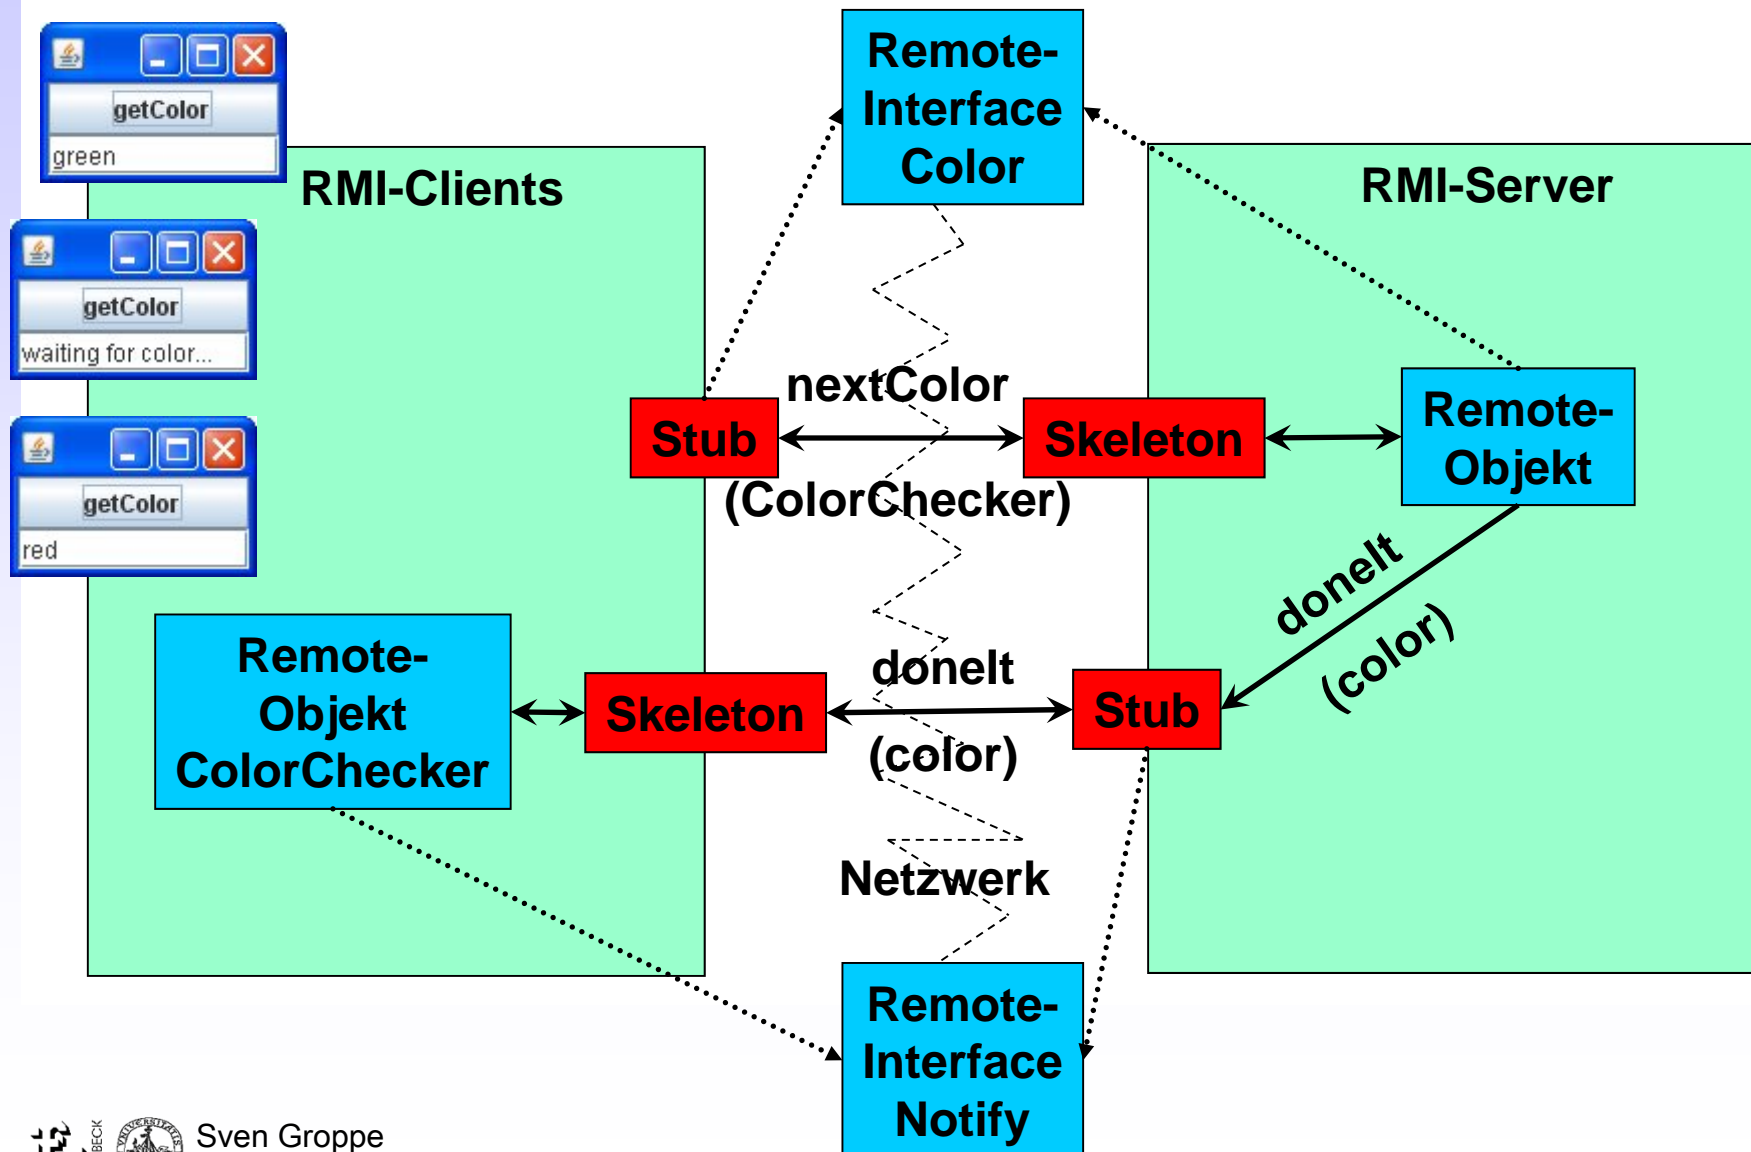 Remote-
Interface
Color
getColor
green
RMI-Clients
RMI-Server
getColor
waiting for color...
nextColor
Stub
Skeleton
Remote-
Objekt
(ColorChecker)
getColor
red
doneIt
(color)
Remote-
Objekt
ColorChecker
Skeleton
doneIt
(color)
Stub
Netzwerk
Remote-
Interface
Notify
Sven Groppe
BECK